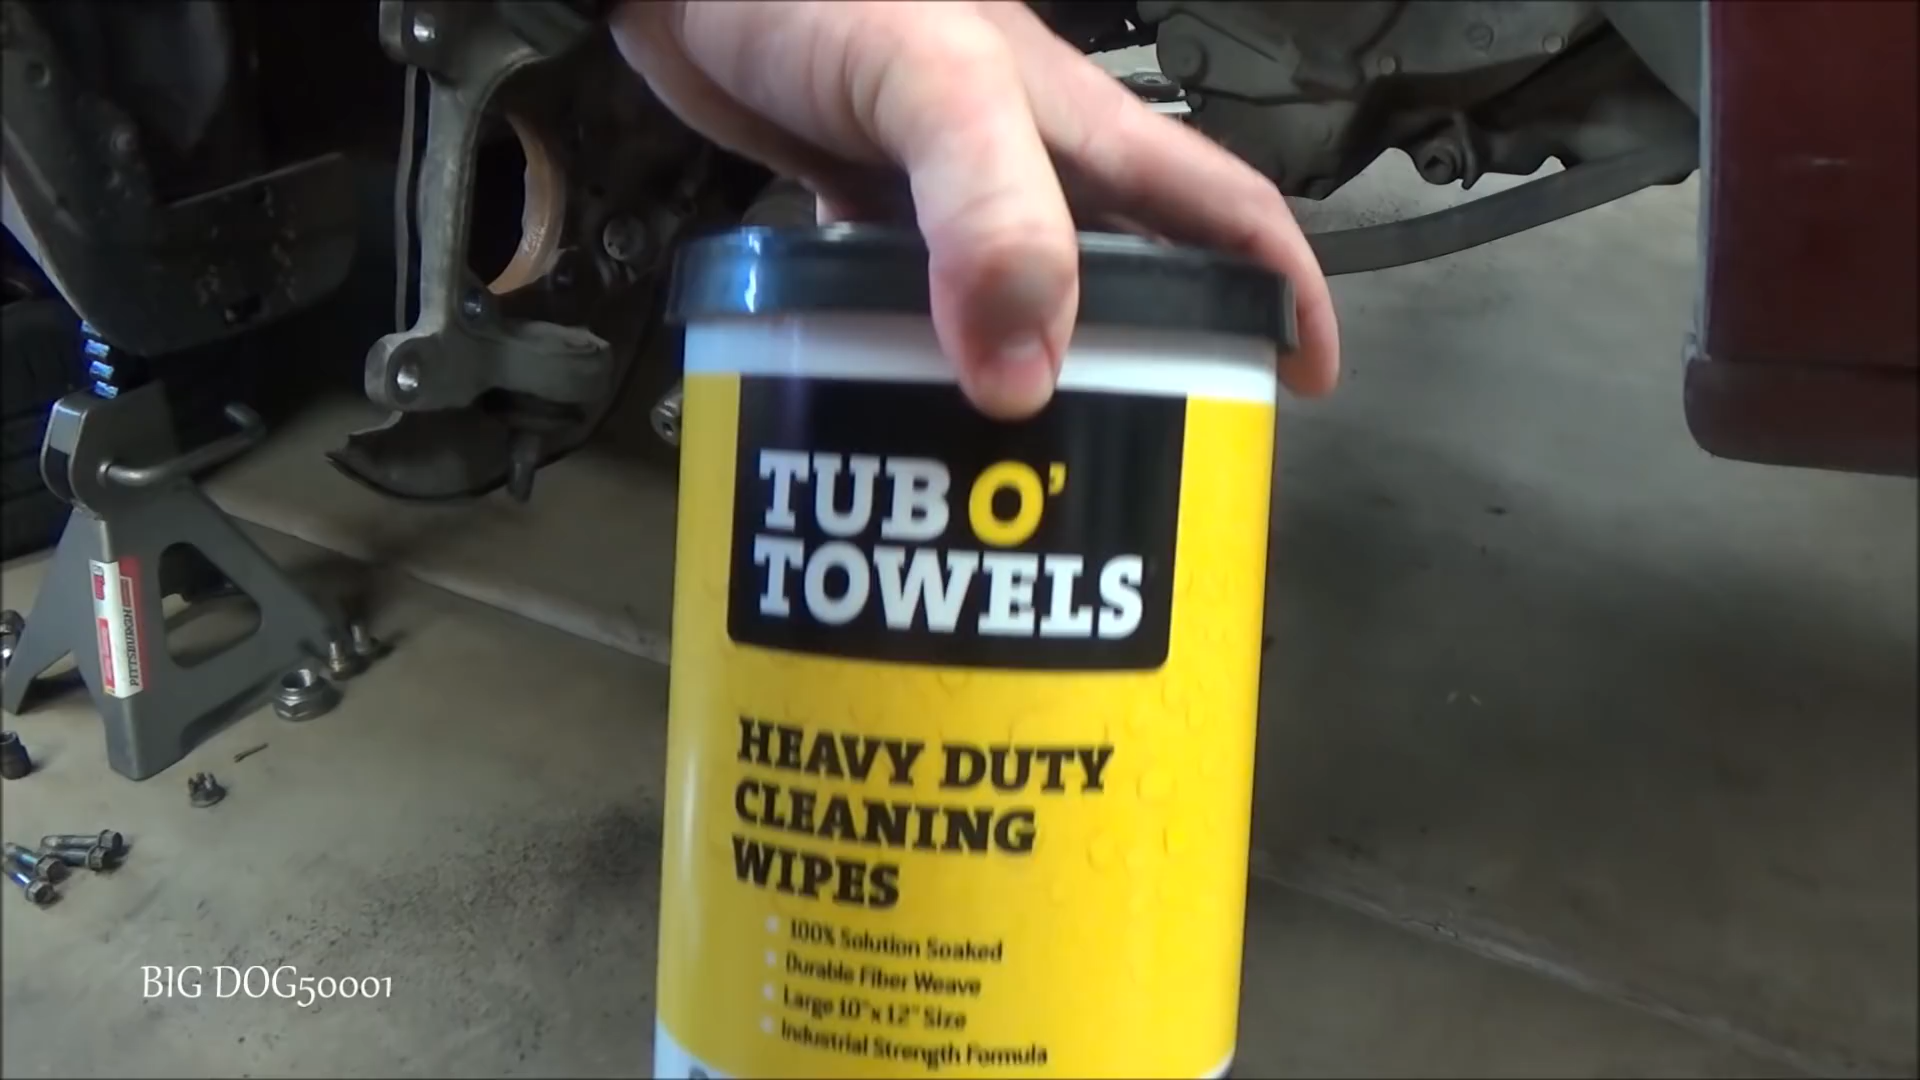 TUB O'
TOWELS
HEAVY DUTY
CLEANING
WIPES
100% Solution Soaked
Durable Fiber Weave
Large 10"x12" Size
Industrial Strength Formula
PITTSBURGH
BIG DOG50001